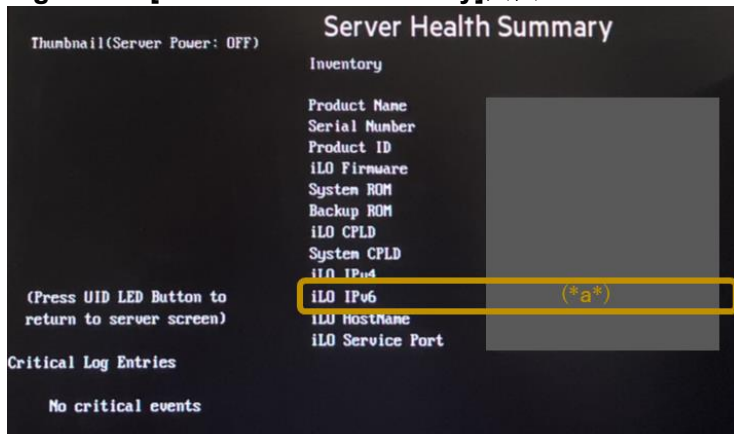 Server Health Summary
Thumbnail(Server Power: OFF)
Inventory
Product Name
Serial Number
Product ID
iLO Firmware
System ROM
Backup ROM
iLO CPLD
System CPLD
iLO IPv4
iLO IPv6 (*a*)
iLO HostName
iLO Service Port
(Press UID LED Button to
return to server screen)
Critical Log Entries
No critical events